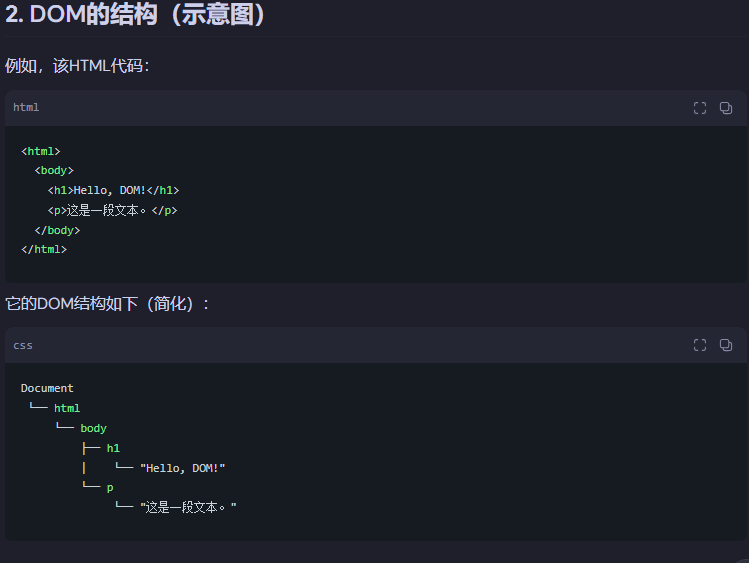 2. DOM的结构（示意图）
例如，该HTML代码：
html
<html>
  <body>
    <h1>Hello, DOM!</h1>
    <p>这是一段文本。</p>
  </body>
</html>
它的DOM结构如下（简化）：
css
Document
 └── html
     └── body
         ├── h1
         │    └── "Hello, DOM!"
         └── p
              └── "这是一段文本。"